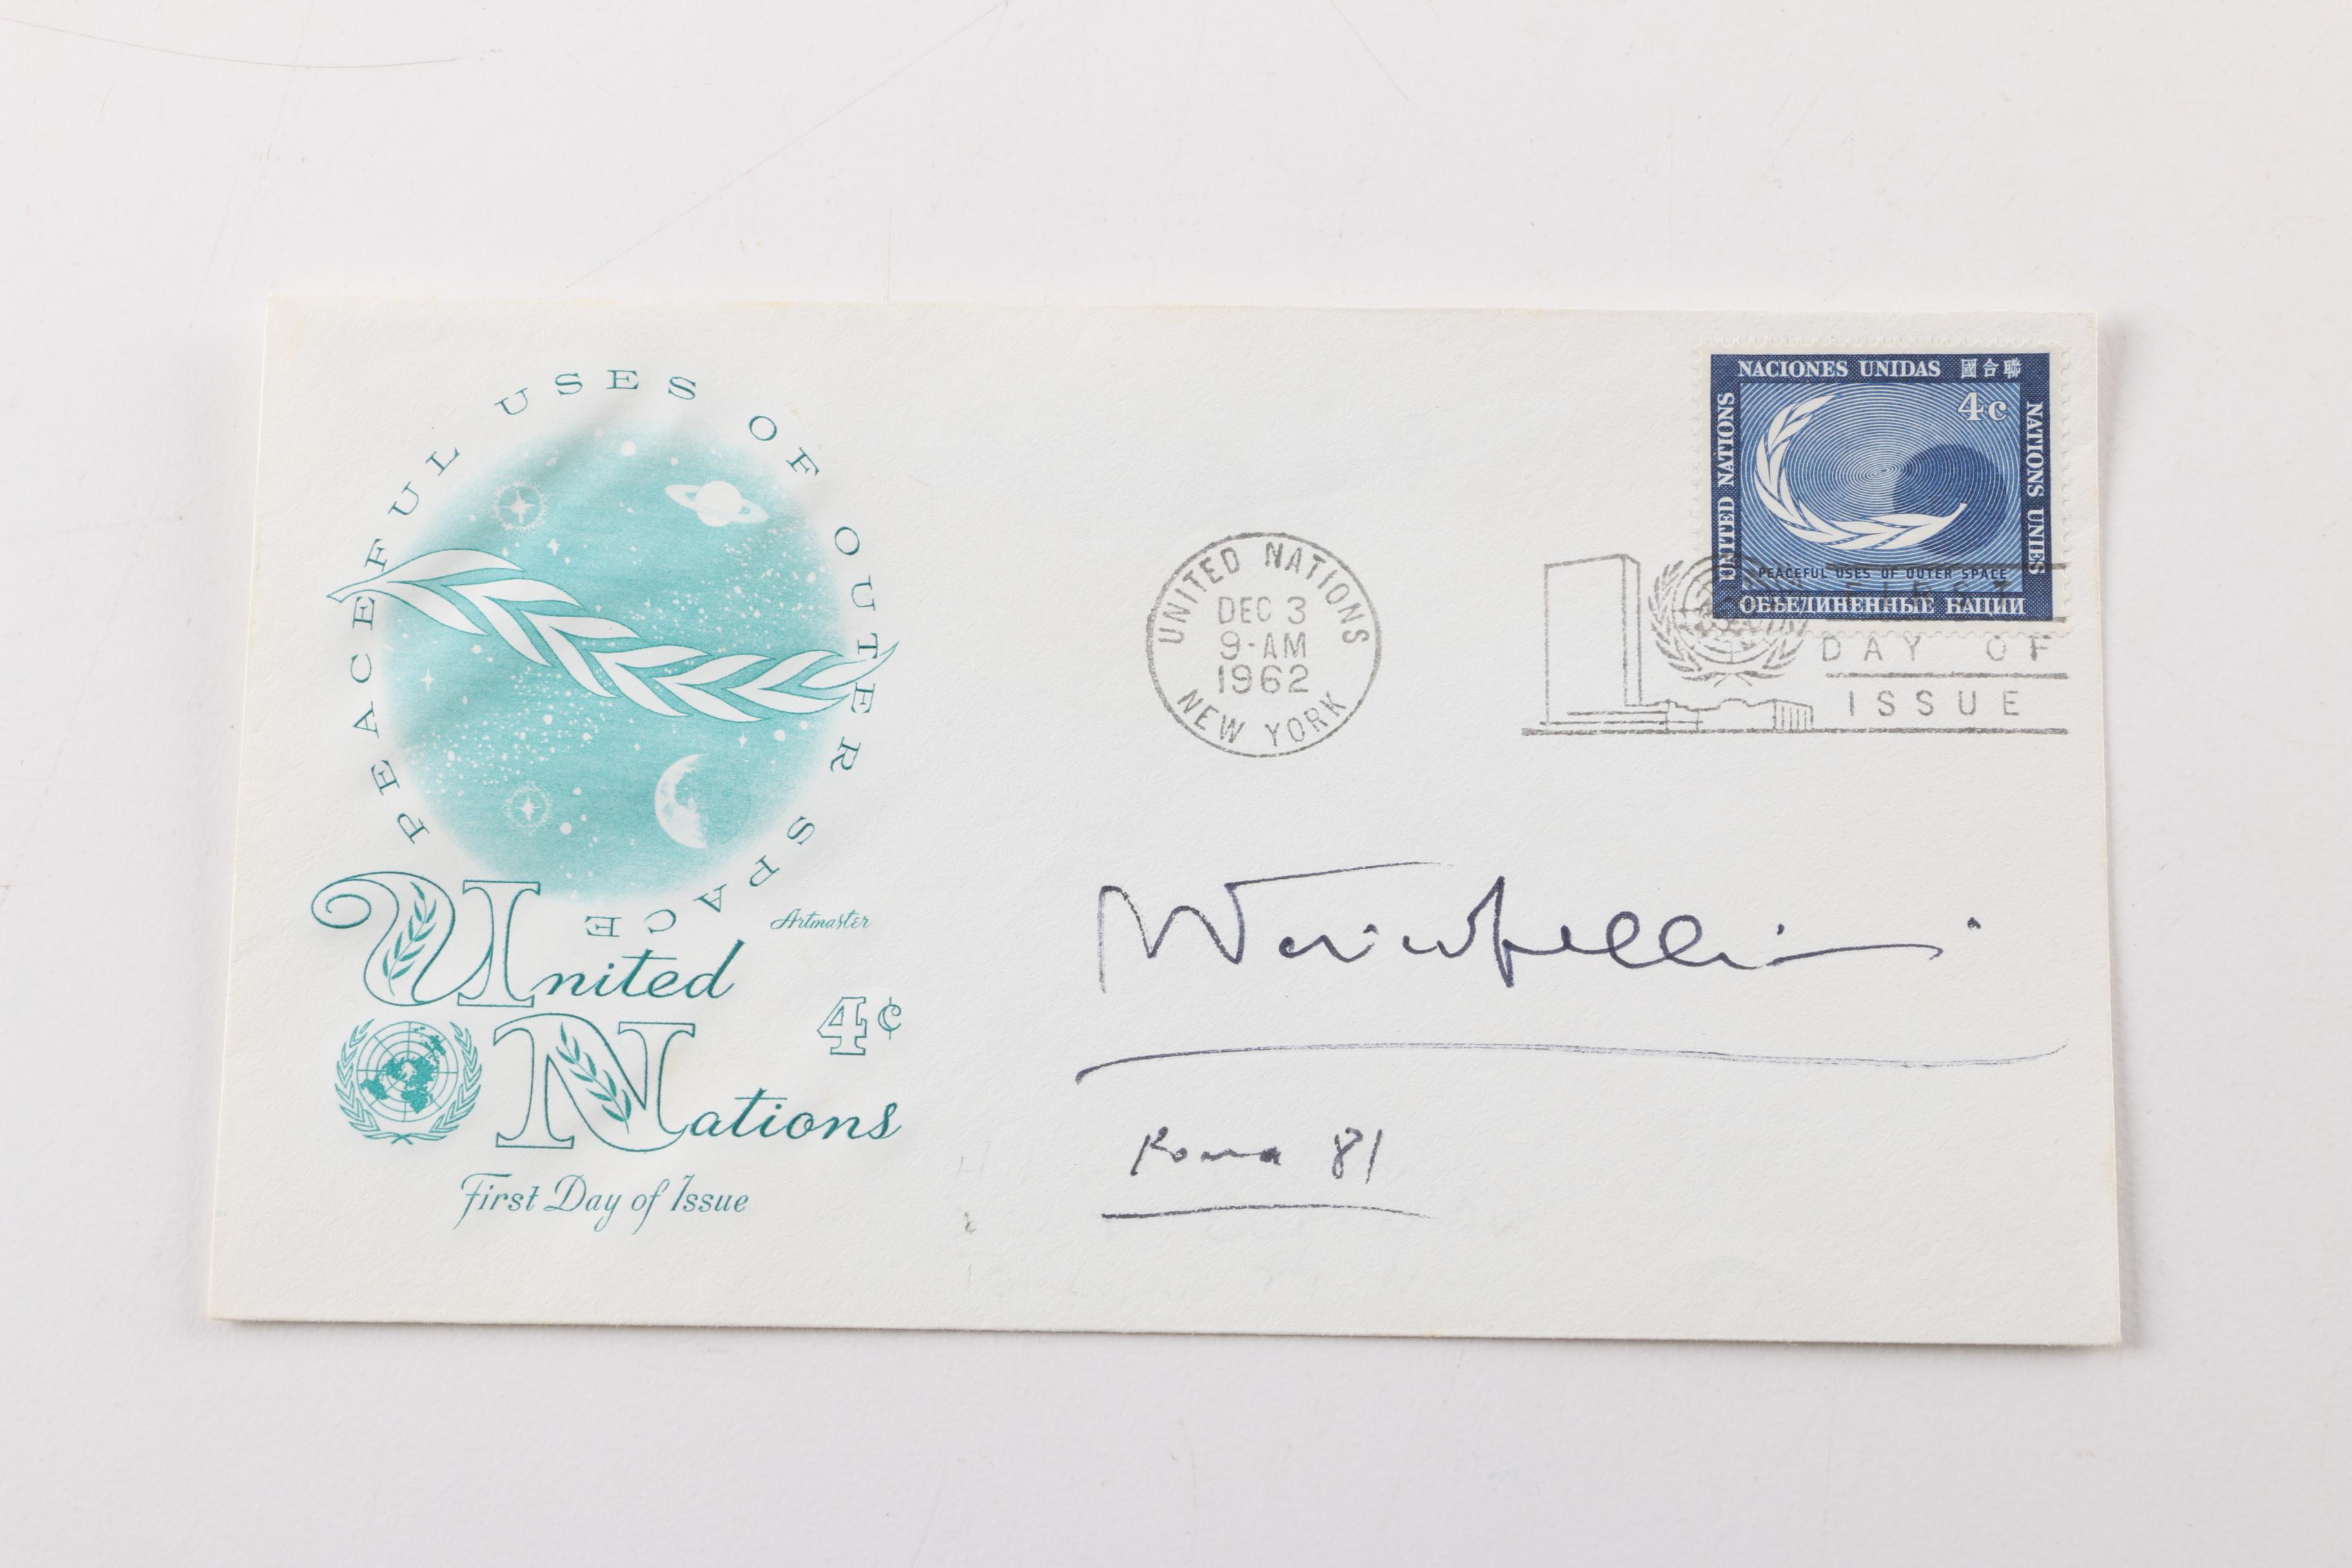 PEACEFUL USES OF OUTER SPACE
Artmaster
United
4¢
Nations
First Day of Issue
UNITED NATIONS
DEC 3
9-AM
1962
NEW YORK
NACIONES UNIDAS 國合聯
UNITED NATIONS
4c
NATIONS UNIES
PEACEFUL USES OF OUTER SPACE
ОБЪЕДИНЕННЫЕ НАЦИИ
FIRST
DAY OF
ISSUE
Roma 81